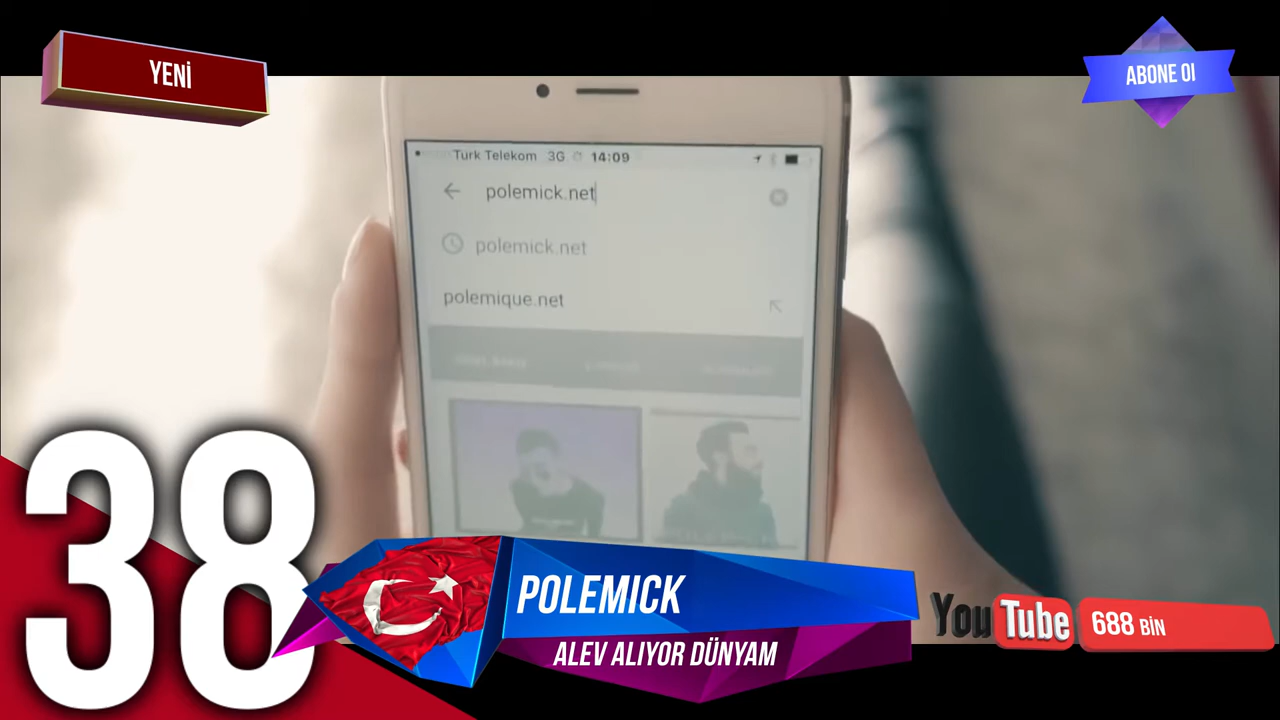 YENİ
ABONE Ol
Turk Telekom 3G 14:09
polemick.net
polemick.net
polemique.net
38
POLEMICK
ALEV ALIYOR DÜNYAM
YouTube 688 BİN